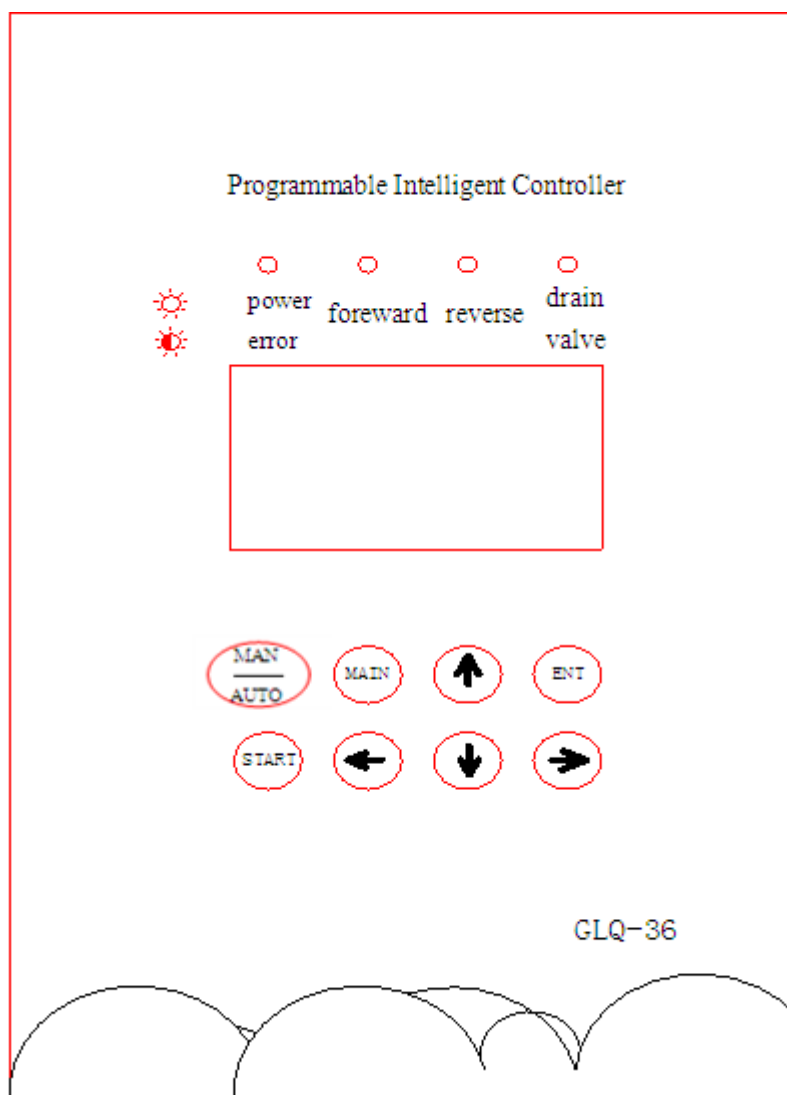 Programmable Intelligent Controller
power foreward reverse drain
error valve
MAN
AUTO
MAIN
ENT
START
GLQ-36